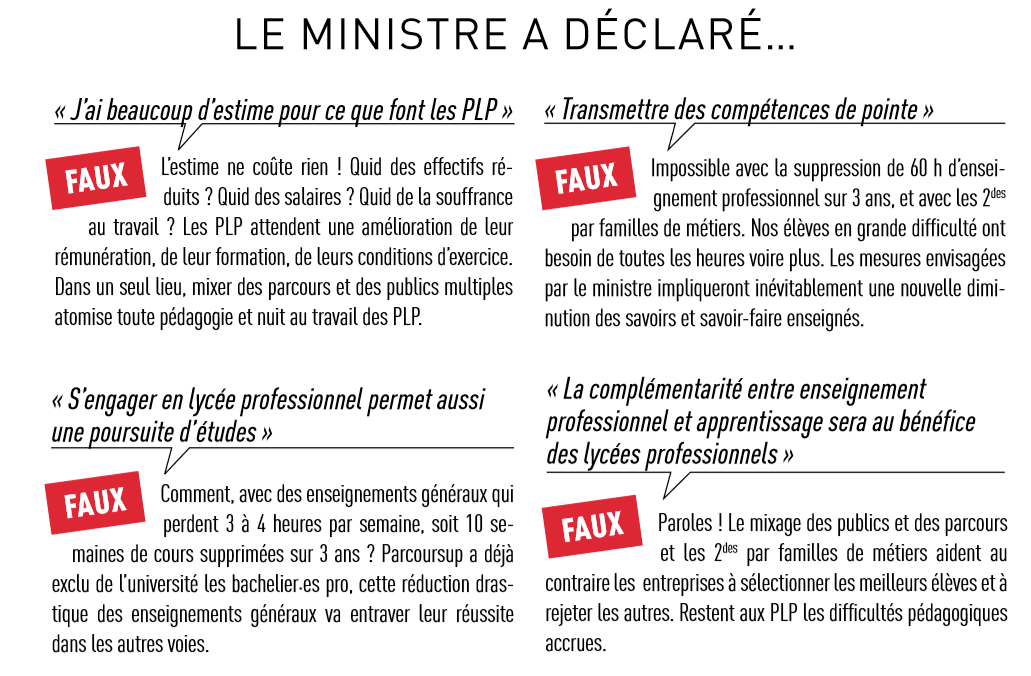 LE MINISTRE A DÉCLARÉ...
« J’ai beaucoup d’estime pour ce que font les PLP »
FAUX
L’estime ne coûte rien ! Quid des effectifs ré-
duits ? Quid des salaires ? Quid de la souffrance
au travail ? Les PLP attendent une amélioration de leur
rémunération, de leur formation, de leurs conditions d’exercice.
Dans un seul lieu, mixer des parcours et des publics multiples
atomise toute pédagogie et nuit au travail des PLP.
« Transmettre des compétences de pointe »
FAUX
Impossible avec la suppression de 60 h d’ensei-
gnement professionnel sur 3 ans, et avec les 2des
par familles de métiers. Nos élèves en grande difficulté ont
besoin de toutes les heures voire plus. Les mesures envisagées
par le ministre impliqueront inévitablement une nouvelle dimi-
nution des savoirs et savoir-faire enseignés.
« S’engager en lycée professionnel permet aussi
une poursuite d’études »
FAUX
Comment, avec des enseignements généraux qui
perdent 3 à 4 heures par semaine, soit 10 se-
maines de cours supprimées sur 3 ans ? Parcoursup a déjà
exclu de l’université les bachelier·es pro, cette réduction dras-
tique des enseignements généraux va entraver leur réussite
dans les autres voies.
« La complémentarité entre enseignement
professionnel et apprentissage sera au bénéfice
des lycées professionnels »
FAUX
Paroles ! Le mixage des publics et des parcours
et les 2des par familles de métiers aident au
contraire les entreprises à sélectionner les meilleurs élèves et à
rejeter les autres. Restent aux PLP les difficultés pédagogiques
accrues.